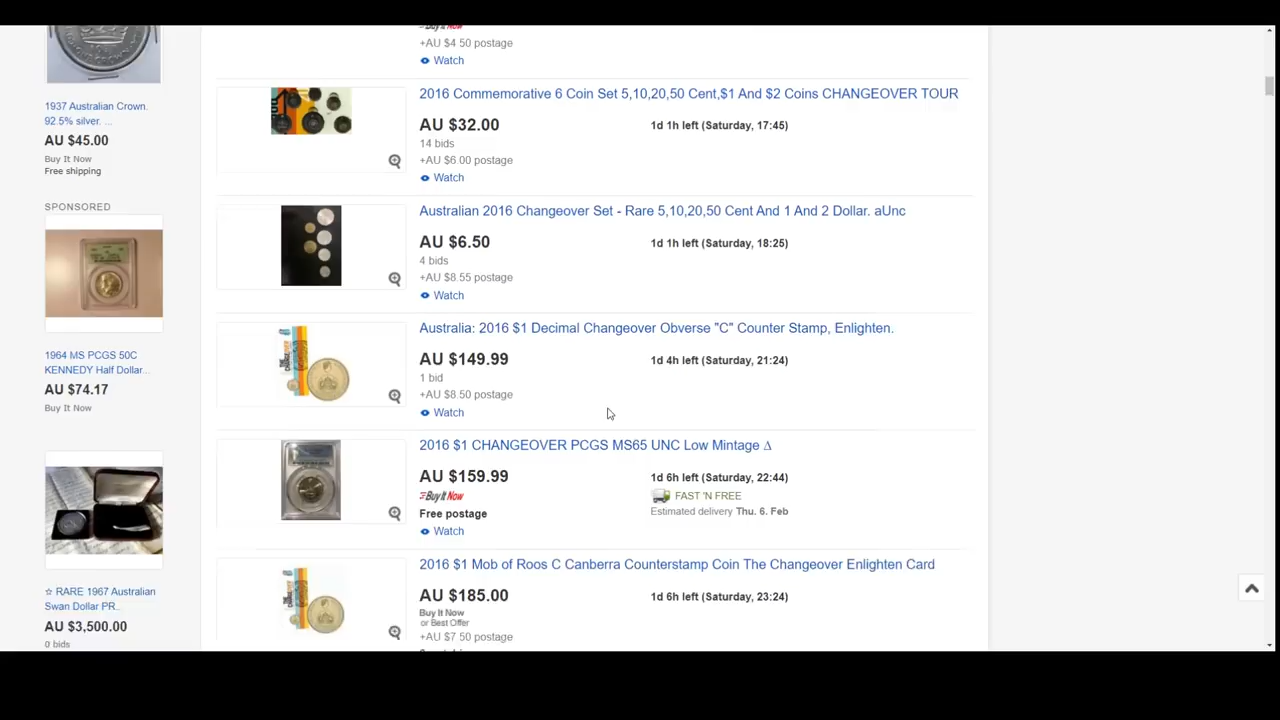 1937 Australian Crown.
92.5% silver. ...
AU $45.00
Buy It Now
Free shipping
SPONSORED
1964 MS PCGS 50C
KENNEDY Half Dollar...
AU $74.17
Buy It Now
☆ RARE 1967 Australian
Swan Dollar PR..
AU $3,500.00
0 bids
Buy It Now
+AU $4.50 postage
Watch
2016 Commemorative 6 Coin Set 5,10,20,50 Cent,$1 And $2 Coins CHANGEOVER TOUR
AU $32.00 1d 1h left (Saturday, 17:45)
14 bids
+AU $6.00 postage
Watch
Australian 2016 Changeover Set - Rare 5,10,20,50 Cent And 1 And 2 Dollar. aUnc
AU $6.50 1d 1h left (Saturday, 18:25)
4 bids
+AU $8.55 postage
Watch
Australia: 2016 $1 Decimal Changeover Obverse "C" Counter Stamp, Enlighten.
AU $149.99 1d 4h left (Saturday, 21:24)
1 bid
+AU $8.50 postage
Watch
2016 $1 CHANGEOVER PCGS MS65 UNC Low Mintage Δ
AU $159.99 1d 6h left (Saturday, 22:44)
Buy It Now FAST 'N FREE
Free postage Estimated delivery Thu. 6. Feb
Watch
2016 $1 Mob of Roos C Canberra Counterstamp Coin The Changeover Enlighten Card
AU $185.00 1d 6h left (Saturday, 23:24)
Buy It Now
or Best Offer
+AU $7.50 postage